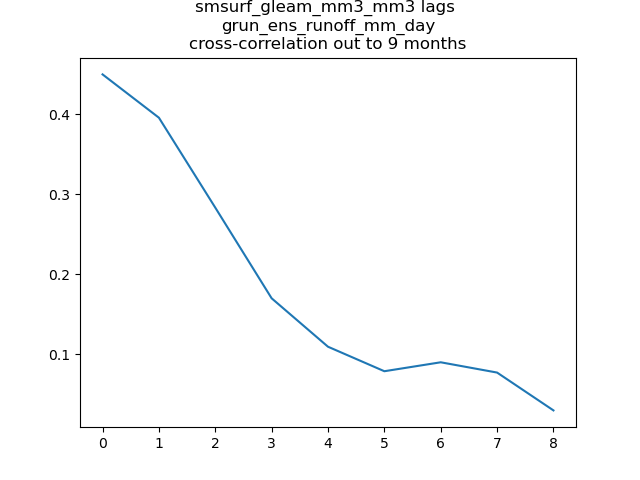 smsurf_gleam_mm3_mm3 lags
grun_ens_runoff_mm_day
cross-correlation out to 9 months
0.4
0.3
0.2
0.1
0 1 2 3 4 5 6 7 8